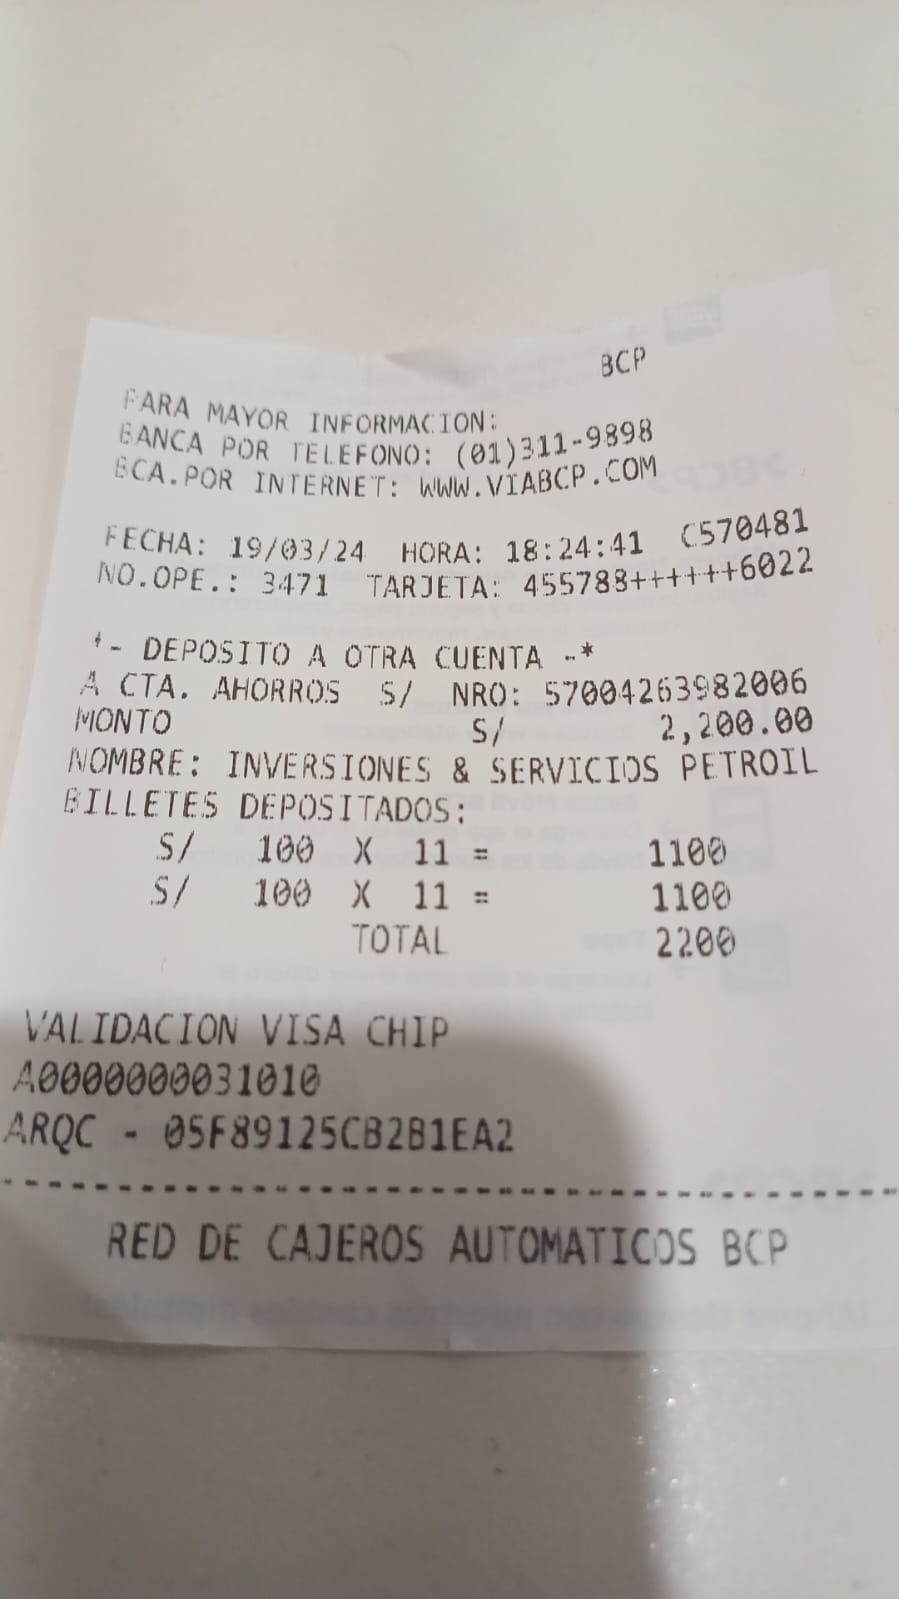 BCP
PARA MAYOR INFORMACION:
BANCA POR TELEFONO: (01)311-9898
BCA.POR INTERNET: WWW.VIABCP.COM
FECHA: 19/03/24 HORA: 18:24:41 C570481
NO.OPE.: 3471 TARJETA: 455788++++++6022
*- DEPOSITO A OTRA CUENTA -*
A CTA. AHORROS S/ NRO: 57004263982006
MONTO S/ 2,200.00
NOMBRE: INVERSIONES & SERVICIOS PETROIL
BILLETES DEPOSITADOS:
S/ 100 X 11 = 1100
S/ 100 X 11 = 1100
TOTAL 2200
VALIDACION VISA CHIP
A0000000031010
ARQC - 05F89125CB2B1EA2
----------------------------------------
RED DE CAJEROS AUTOMATICOS BCP